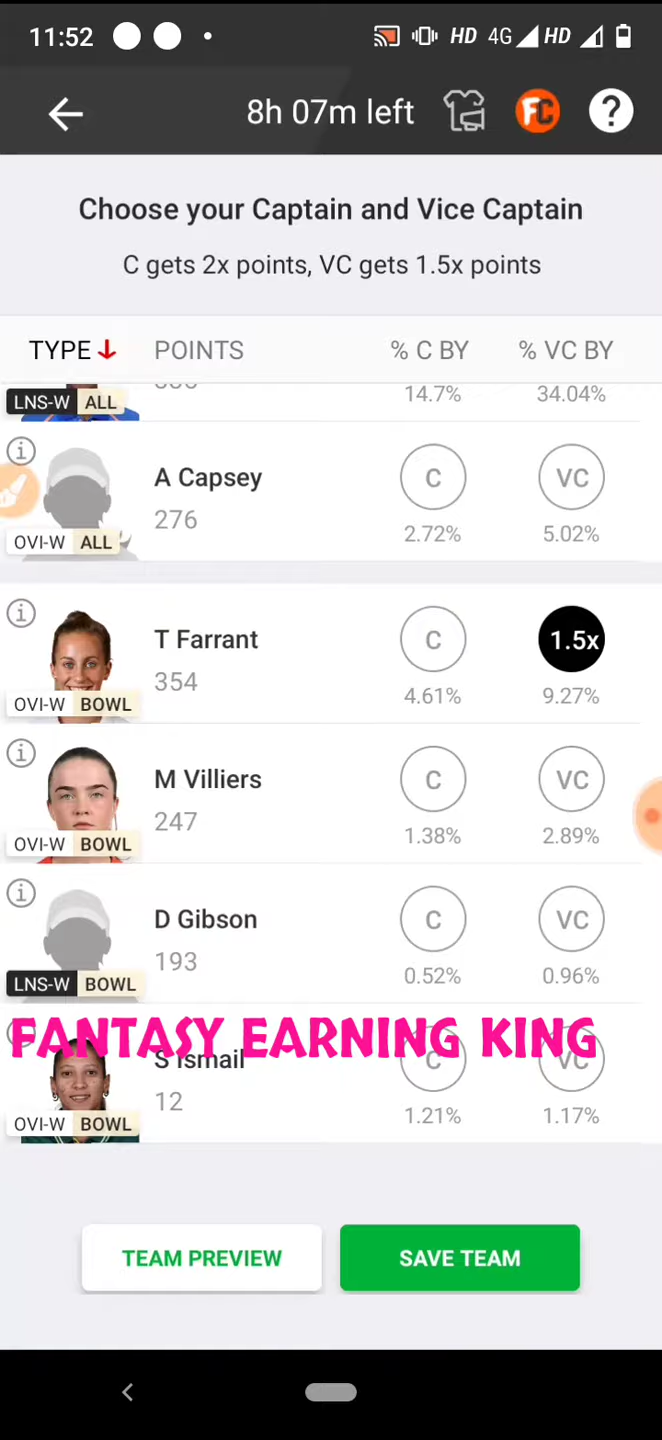 11:52 HD 4G HD
8h 07m left FC ?
Choose your Captain and Vice Captain
C gets 2x points, VC gets 1.5x points
TYPE POINTS % C BY % VC BY
LNS-W ALL 14.7% 34.04%
A Capsey C VC
276
OVI-W ALL 2.72% 5.02%
T Farrant C 1.5x
354
OVI-W BOWL 4.61% 9.27%
M Villiers C VC
247
OVI-W BOWL 1.38% 2.89%
D Gibson C VC
193
LNS-W BOWL 0.52% 0.96%
FANTASY EARNING KING
S Ismail C VC
12
OVI-W BOWL 1.21% 1.17%
TEAM PREVIEW SAVE TEAM